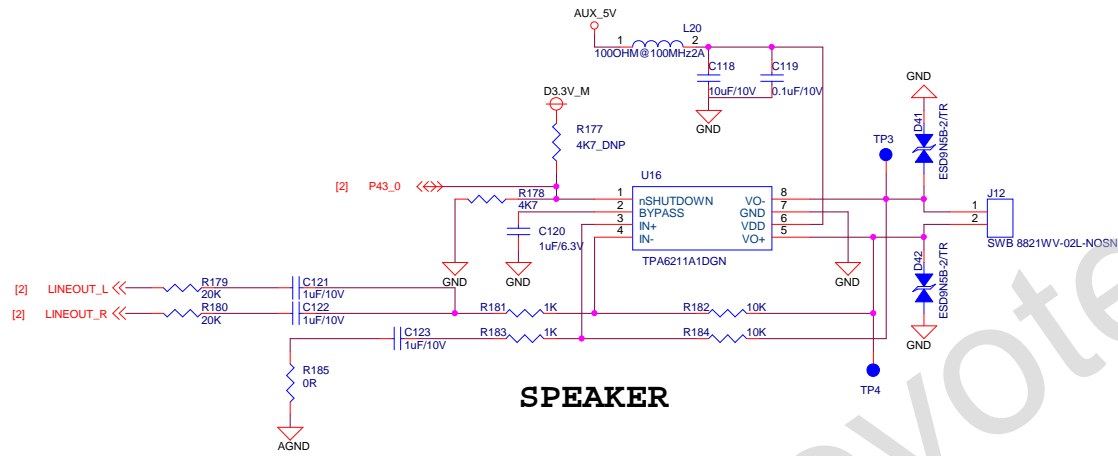 AUX_5V
L20
1
2
100OHM@100MHz2A
C118
10uF/10V
C119
0.1uF/10V
GND
GND
D41
ESD9N5B-2/TR
D3.3V_M
R177
4K7_DNP
TP3
[2] P43_0
R178
4K7
U16
1 nSHUTDOWN VO- 8
2 BYPASS GND 7
3 IN+ VDD 6
4 IN- VO+ 5
TPA6211A1DGN
J12
1
2
SWB 8821WV-02L-NOSN
C120
1uF/6.3V
GND
GND
GND
D42
ESD9N5B-2/TR
GND
[2] LINEOUT_L
R179
20K
C121
1uF/10V
[2] LINEOUT_R
R180
20K
C122
1uF/10V
R181 1K
R182 10K
C123
1uF/10V
R183 1K
R184 10K
R185
0R
TP4
SPEAKER
AGND